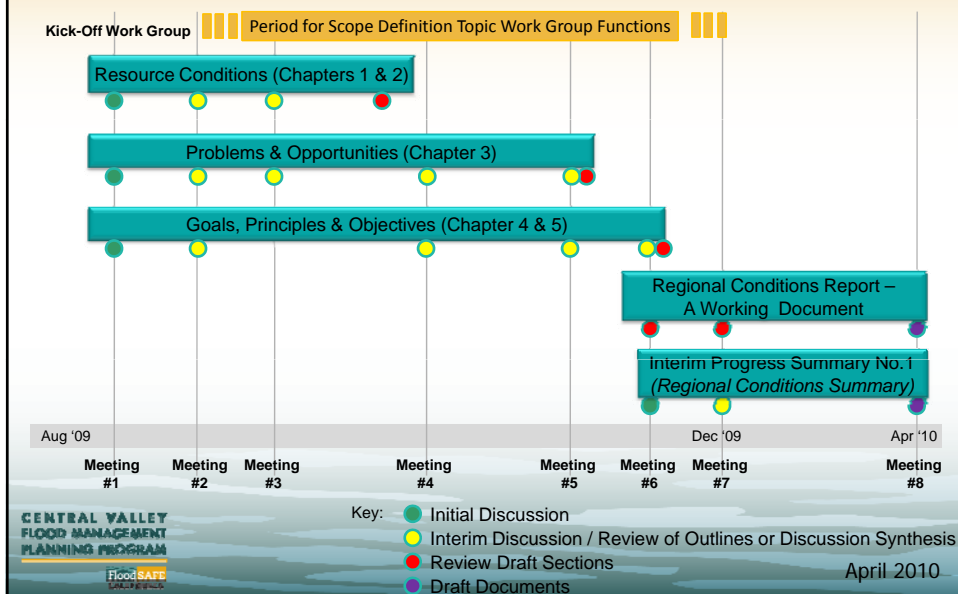 Kick-Off Work Group
Period for Scope Definition Topic Work Group Functions
Resource Conditions (Chapters 1 & 2)
Problems & Opportunities (Chapter 3)
Goals, Principles & Objectives (Chapter 4 & 5)
Regional Conditions Report –
A Working Document
Interim Progress Summary No.1
(Regional Conditions Summary)
Aug ‘09
Dec ‘09
Apr ‘10
Meeting
#1
Meeting
#2
Meeting
#3
Meeting
#4
Meeting
#5
Meeting
#6
Meeting
#7
Meeting
#8
Key:
Initial Discussion
Interim Discussion / Review of Outlines or Discussion Synthesis
Review Draft Sections
Draft Documents
CENTRAL VALLEY
FLOOD MANAGEMENT
PLANNING PROGRAM
FloodSAFE
April 2010